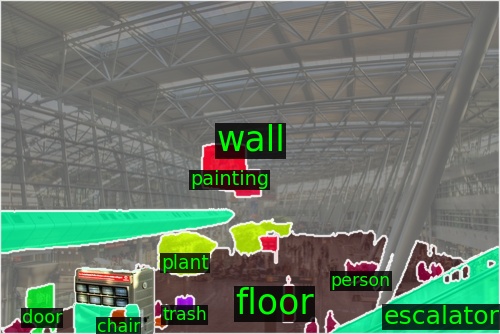 wall
painting
plant
person
floor
door
chair
trash
escalator